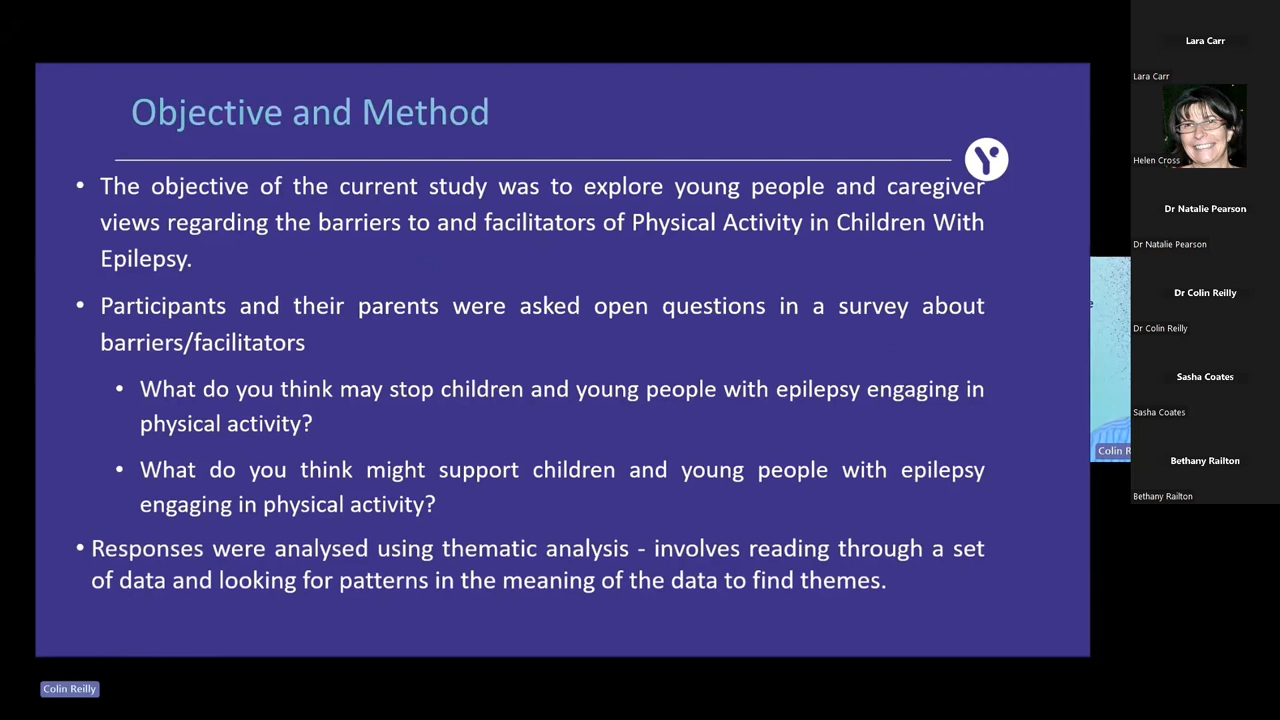 Objective and Method
• The objective of the current study was to explore young people and caregiver
views regarding the barriers to and facilitators of Physical Activity in Children With
Epilepsy.
• Participants and their parents were asked open questions in a survey about
barriers/facilitators
• What do you think may stop children and young people with epilepsy engaging in
physical activity?
• What do you think might support children and young people with epilepsy
engaging in physical activity?
• Responses were analysed using thematic analysis - involves reading through a set
of data and looking for patterns in the meaning of the data to find themes.
Colin Reilly
Colin R
Lara Carr
Lara Carr
Helen Cross
Dr Natalie Pearson
Dr Natalie Pearson
Dr Colin Reilly
Dr Colin Reilly
Sasha Coates
Sasha Coates
Bethany Railton
Bethany Railton